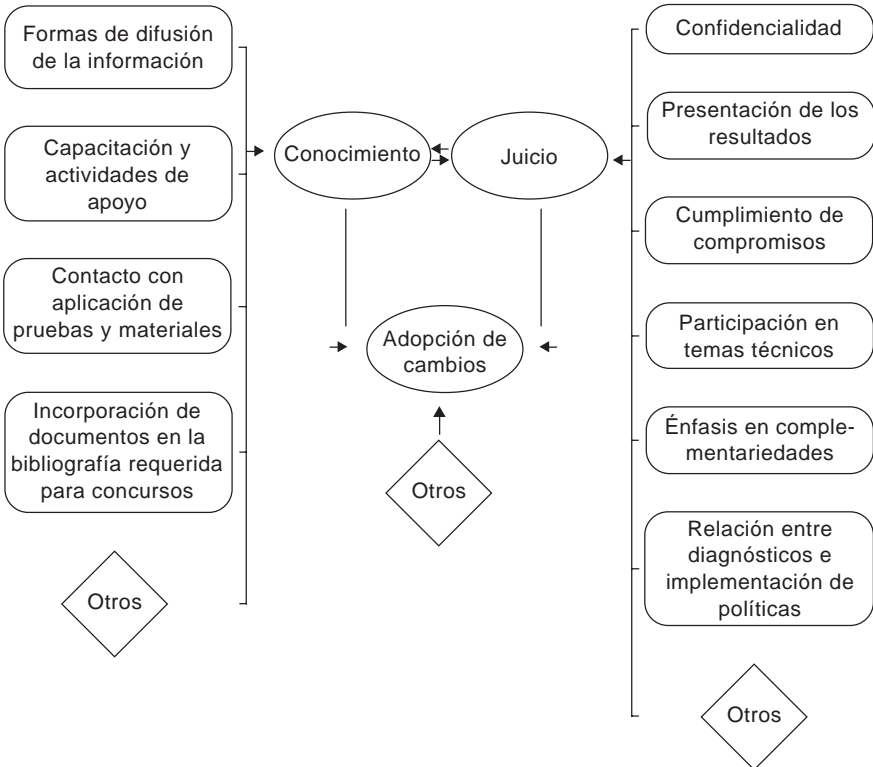 Formas de difusión
de la información
Capacitación y
actividades de
apoyo
Contacto con
aplicación de
pruebas y materiales
Incorporación de
documentos en la
bibliografía requerida
para concursos
Otros
Conocimiento
Juicio
Adopción de
cambios
Otros
Confidencialidad
Presentación de los
resultados
Cumplimiento de
compromisos
Participación en
temas técnicos
Énfasis en comple-
mentariedades
Relación entre
diagnósticos e
implementación de
políticas
Otros